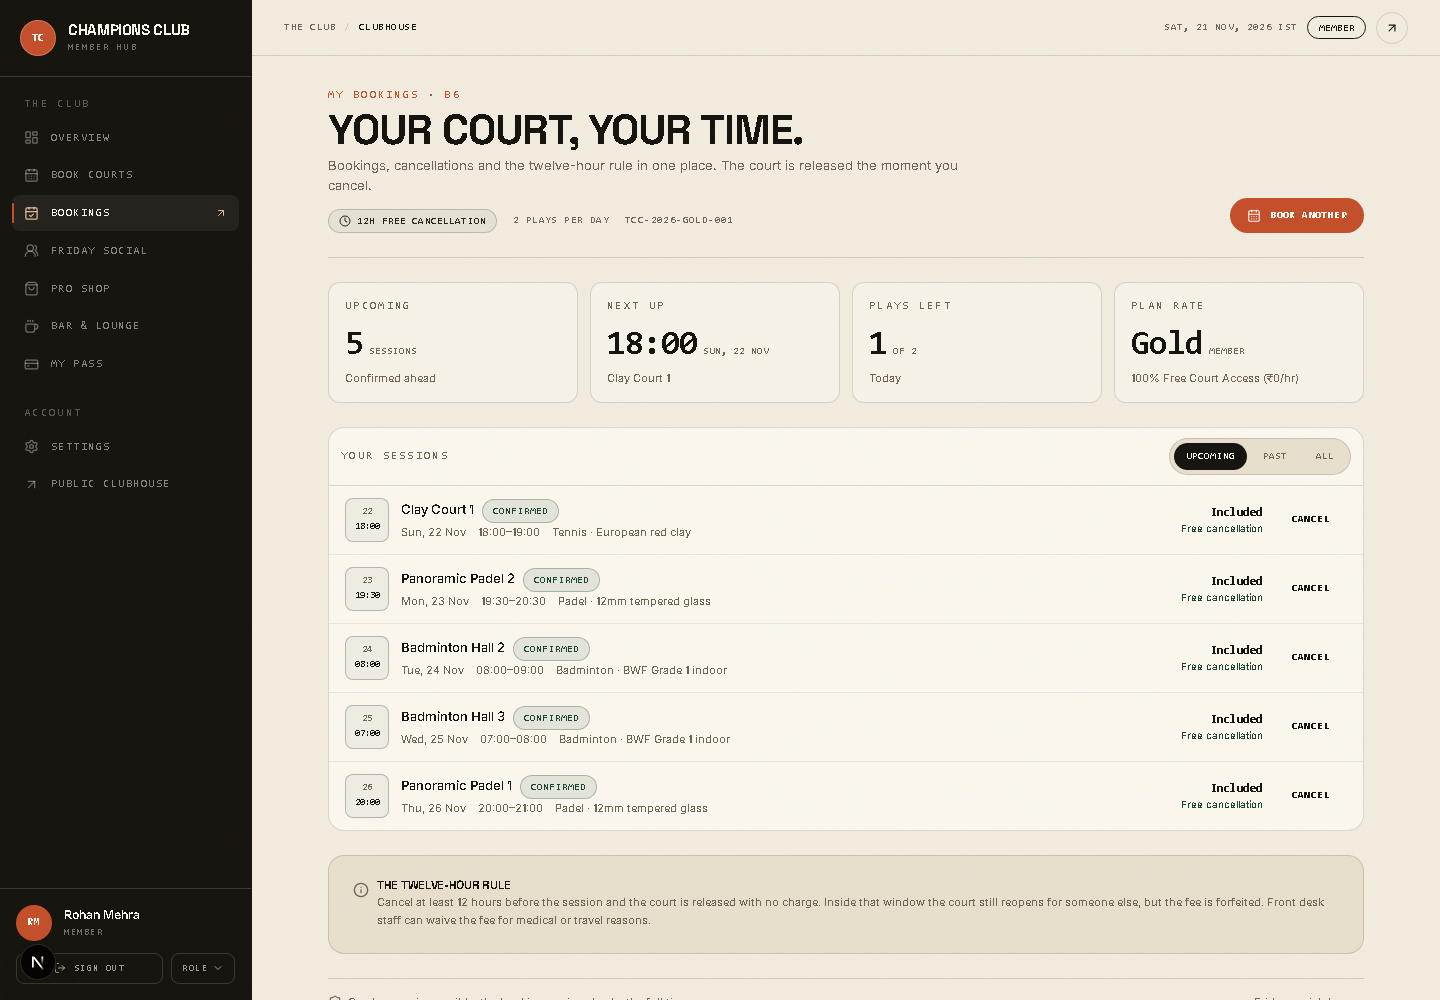 TC
CHAMPIONS CLUB
MEMBER HUB
THE CLUB
OVERVIEW
BOOK COURTS
BOOKINGS
FRIDAY SOCIAL
PRO SHOP
BAR & LOUNGE
MY PASS
ACCOUNT
SETTINGS
PUBLIC CLUBHOUSE
RM
Rohan Mehra
MEMBER
N
SIGN OUT
ROLE
THE CLUB / CLUBHOUSE
SAT, 21 NOV, 2026 IST
MEMBER
MY BOOKINGS · B6
YOUR COURT, YOUR TIME.
Bookings, cancellations and the twelve-hour rule in one place. The court is released the moment you
cancel.
12H FREE CANCELLATION
2 PLAYS PER DAY
TCC-2026-GOLD-001
BOOK ANOTHER
UPCOMING
5 SESSIONS
Confirmed ahead
NEXT UP
18:00 SUN, 22 NOV
Clay Court 1
PLAYS LEFT
1 OF 2
Today
PLAN RATE
Gold MEMBER
100% Free Court Access (₹0/hr)
YOUR SESSIONS
UPCOMING
PAST
ALL
22
18:00
Clay Court 1 CONFIRMED
Sun, 22 Nov 18:00–19:00 Tennis · European red clay
Included
Free cancellation
CANCEL
23
19:30
Panoramic Padel 2 CONFIRMED
Mon, 23 Nov 19:30–20:30 Padel · 12mm tempered glass
Included
Free cancellation
CANCEL
24
08:00
Badminton Hall 2 CONFIRMED
Tue, 24 Nov 08:00–09:00 Badminton · BWF Grade 1 indoor
Included
Free cancellation
CANCEL
25
07:00
Badminton Hall 3 CONFIRMED
Wed, 25 Nov 07:00–08:00 Badminton · BWF Grade 1 indoor
Included
Free cancellation
CANCEL
26
20:00
Panoramic Padel 1 CONFIRMED
Thu, 26 Nov 20:00–21:00 Padel · 12mm tempered glass
Included
Free cancellation
CANCEL
THE TWELVE-HOUR RULE
Cancel at least 12 hours before the session and the court is released with no charge. Inside that window the court still reopens for someone else, but the fee is forfeited. Front desk
staff can waive the fee for medical or travel reasons.